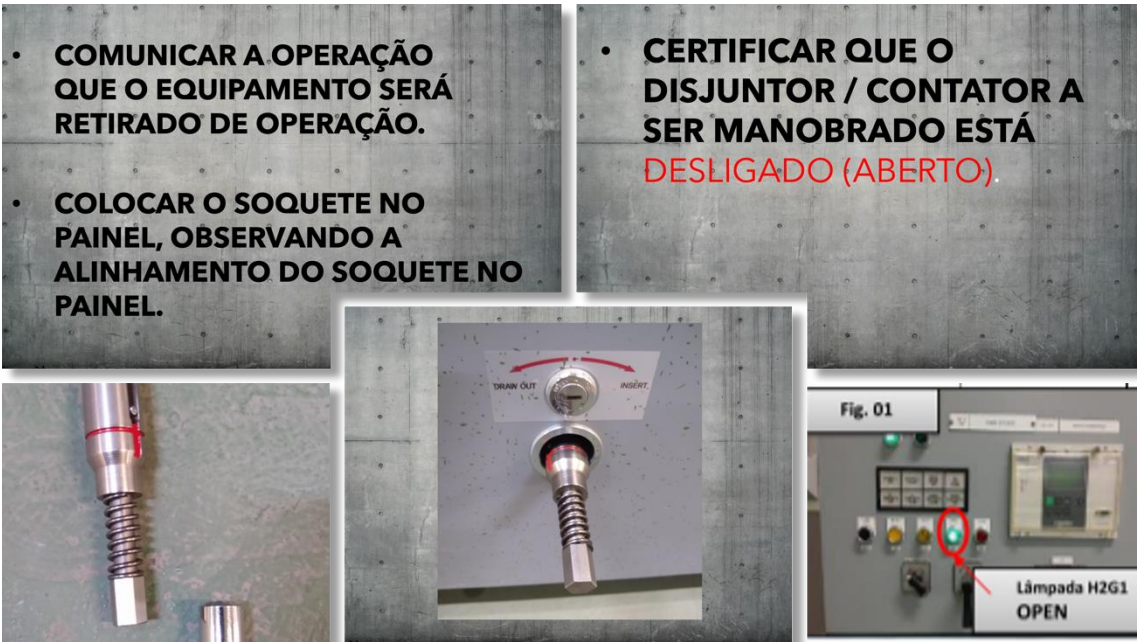 • COMUNICAR A OPERAÇÃO
QUE O EQUIPAMENTO SERÁ
RETIRADO DE OPERAÇÃO.
• COLOCAR O SOQUETE NO
PAINEL, OBSERVANDO A
ALINHAMENTO DO SOQUETE NO
PAINEL.
• CERTIFICAR QUE O
DISJUNTOR / CONTATOR A
SER MANOBRADO ESTÁ
DESLIGADO (ABERTO).
DRAW OUT INSERT
Fig. 01
Lâmpada H2G1
OPEN